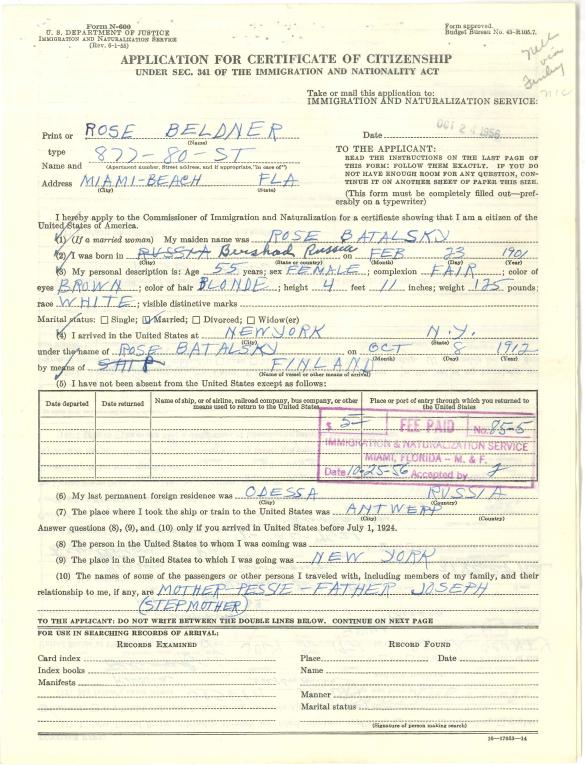 Form N-600
U. S. DEPARTMENT OF JUSTICE
IMMIGRATION AND NATURALIZATION SERVICE
(Rev. 6-1-55)
Form approved.
Budget Bureau No. 43-R105.7.
APPLICATION FOR CERTIFICATE OF CITIZENSHIP
UNDER SEC. 341 OF THE IMMIGRATION AND NATIONALITY ACT
Take or mail this application to:
IMMIGRATION AND NATURALIZATION SERVICE:
Print or ROSE BELDNER
(Name)
Date OCT 24 1956
type 877-80-ST
Name and (Apartment number, Street address, and if appropriate, "in care of")
Address MIAMI-BEACH FLA
(City) (State)
TO THE APPLICANT:
READ THE INSTRUCTIONS ON THE LAST PAGE OF
THIS FORM; FOLLOW THEM EXACTLY. IF YOU DO
NOT HAVE ENOUGH ROOM FOR ANY QUESTION, CON-
TINUE IT ON ANOTHER SHEET OF PAPER THIS SIZE.
(This form must be completely filled out—pref-
erably on a typewriter)
I hereby apply to the Commissioner of Immigration and Naturalization for a certificate showing that I am a citizen of the
United States of America.
(1) (If a married woman) My maiden name was ROSE BATALSKY
(2) I was born in RUSSIA Bershad Russia on FEB 23 1901
(City) (State or country) (Month) (Day) (Year)
(3) My personal description is: Age 55 years; sex FEMALE; complexion FAIR; color of
eyes BROWN; color of hair BLONDE; height 4 feet 11 inches; weight 125 pounds;
race WHITE; visible distinctive marks
Marital status: ☐ Single; ☑ Married; ☐ Divorced; ☐ Widow(er)
(4) I arrived in the United States at NEW YORK N.Y.
(City) (State)
under the name of ROSE BATALSKY on OCT 8 1912
(Month) (Day) (Year)
by means of SHIP FINLAND
(Name of vessel or other means of arrival)
(5) I have not been absent from the United States except as follows:
Date departed Date returned Name of ship, or of airline, railroad company, bus company, or other means used to return to the United States Place or port of entry through which you returned to the United States
$ 5– FEE PAID No. 85-5
IMMIGRATION & NATURALIZATION SERVICE
MIAMI, FLORIDA – M. & F.
Date 10-25-56 Accepted by
(6) My last permanent foreign residence was ODESSA RUSSIA
(City) (Country)
(7) The place where I took the ship or train to the United States was ANTWERP
(City) (Country)
Answer questions (8), (9), and (10) only if you arrived in United States before July 1, 1924.
(8) The person in the United States to whom I was coming was
(9) The place in the United States to which I was going was NEW YORK
(10) The names of some of the passengers or other persons I traveled with, including members of my family, and their
relationship to me, if any, are MOTHER-PESSIE – FATHER JOSEPH
(STEPMOTHER)
TO THE APPLICANT: DO NOT WRITE BETWEEN THE DOUBLE LINES BELOW. CONTINUE ON NEXT PAGE
FOR USE IN SEARCHING RECORDS OF ARRIVAL:
RECORDS EXAMINED
RECORD FOUND
Card index
Index books
Manifests
Place Date
Name
Manner
Marital status
(Signature of person making search)